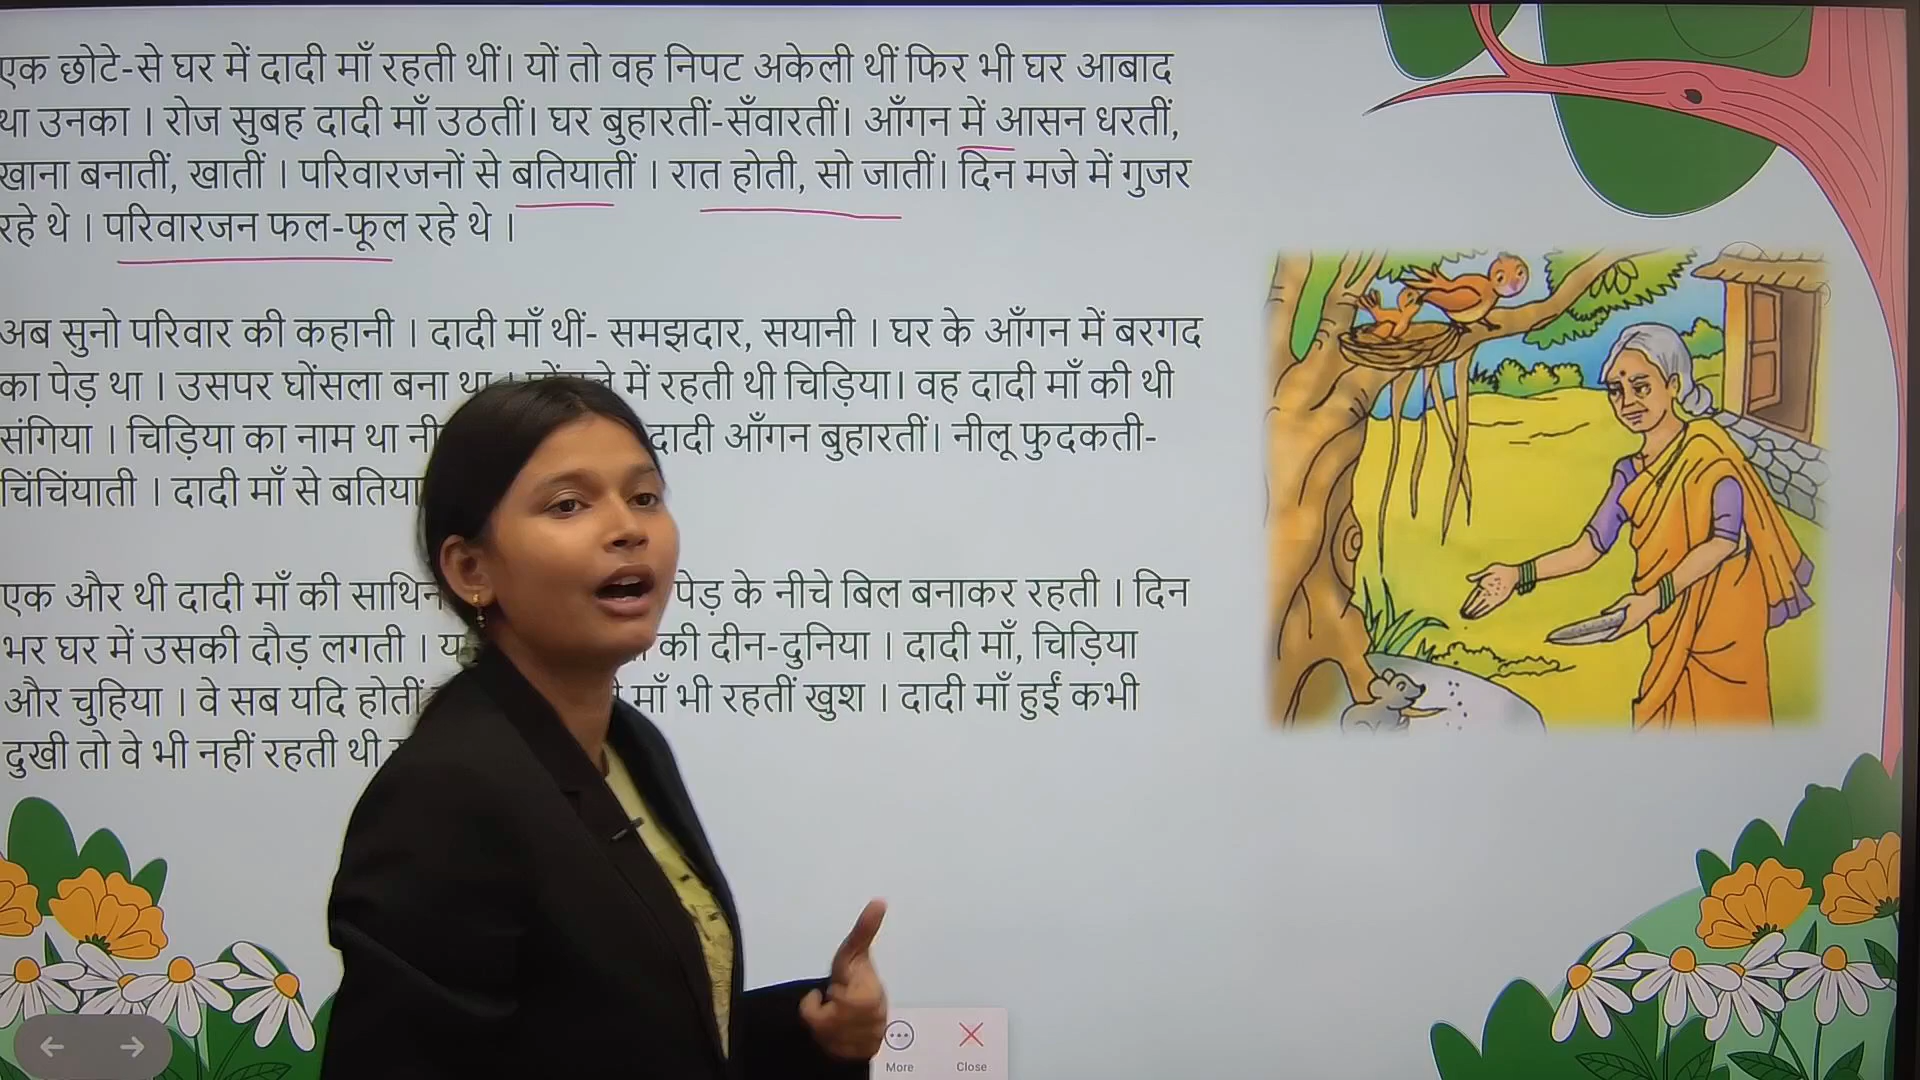 एक छोटे-से घर में दादी माँ रहती थीं। यों तो वह निपट अकेली थीं फिर भी घर आबाद
था उनका । रोज सुबह दादी माँ उठतीं। घर बुहारतीं-सँवारतीं। आँगन में आसन धरतीं,
खाना बनातीं, खातीं । परिवारजनों से बतियातीं । रात होती, सो जातीं। दिन मजे में गुजर
रहे थे । परिवारजन फल-फूल रहे थे ।
अब सुनो परिवार की कहानी । दादी माँ थीं- समझदार, सयानी । घर के आँगन में बरगद
का पेड़ था । उसपर घोंसला बना था । में रहती थी चिड़िया। वह दादी माँ की थी
संगिया । चिड़िया का नाम था दादी आँगन बुहारतीं। नीलू फुदकती-
चिंचिंयाती । दादी माँ से
एक और थी दादी माँ की साथिन पेड़ के नीचे बिल बनाकर रहती । दिन
भर घर में उसकी दौड़ लगती । की दीन-दुनिया । दादी माँ, चिड़िया
और चुहिया । वे सब यदि होतीं माँ भी रहतीं खुश । दादी माँ हुईं कभी
दुखी तो वे भी नहीं रहती थी
More
Close